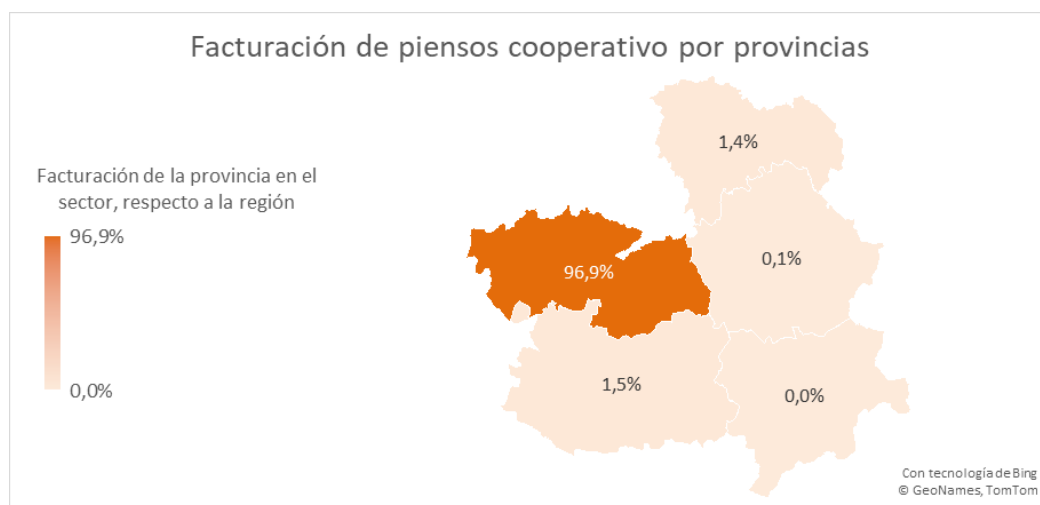 Facturación de piensos cooperativo por provincias
Facturación de la provincia en el
sector, respecto a la región
96,9%
0,0%
1,4%
0,1%
96,9%
1,5%
0,0%
Con tecnología de Bing
© GeoNames, TomTom